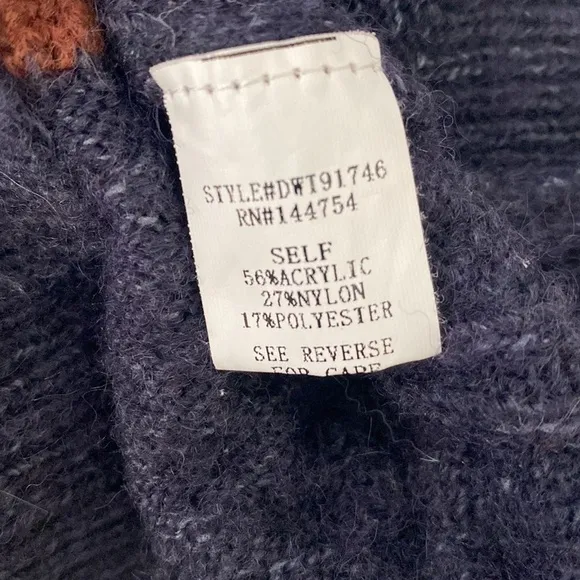 STYLE#DWT91746
RN#144754
SELF
56%ACRYLIC
27%NYLON
17%POLYESTER
SEE REVERSE
FOR CARE